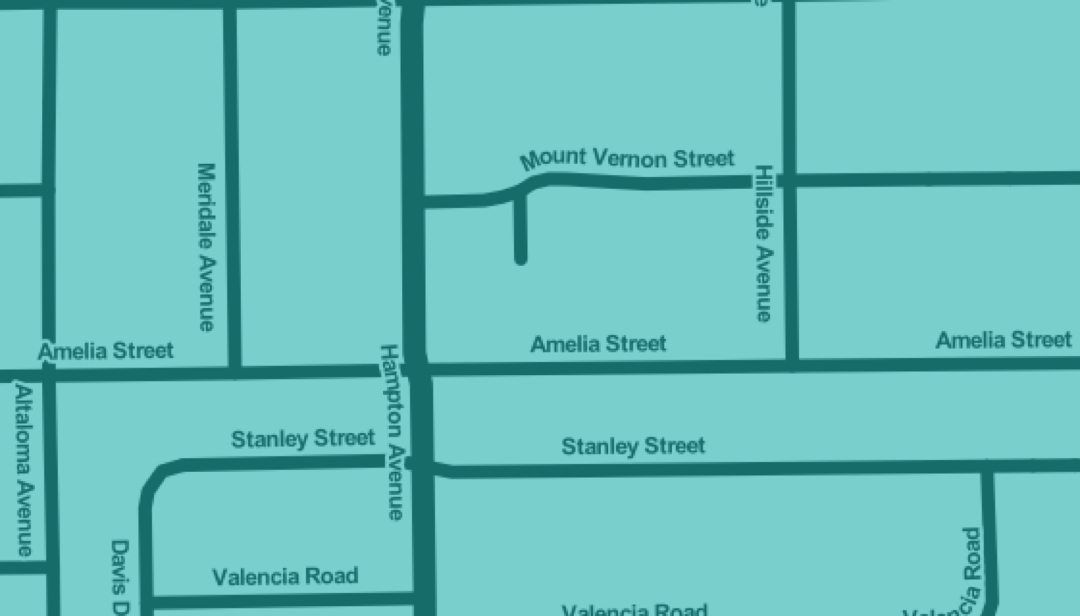 venue
Mount Vernon Street
Meridale Avenue
Hillside Avenue
Amelia Street
Amelia Street
Amelia Street
Hampton Avenue
Altaloma Avenue
Stanley Street
Stanley Street
Davis D
Valencia Road
Valencia Road
Valencia Road